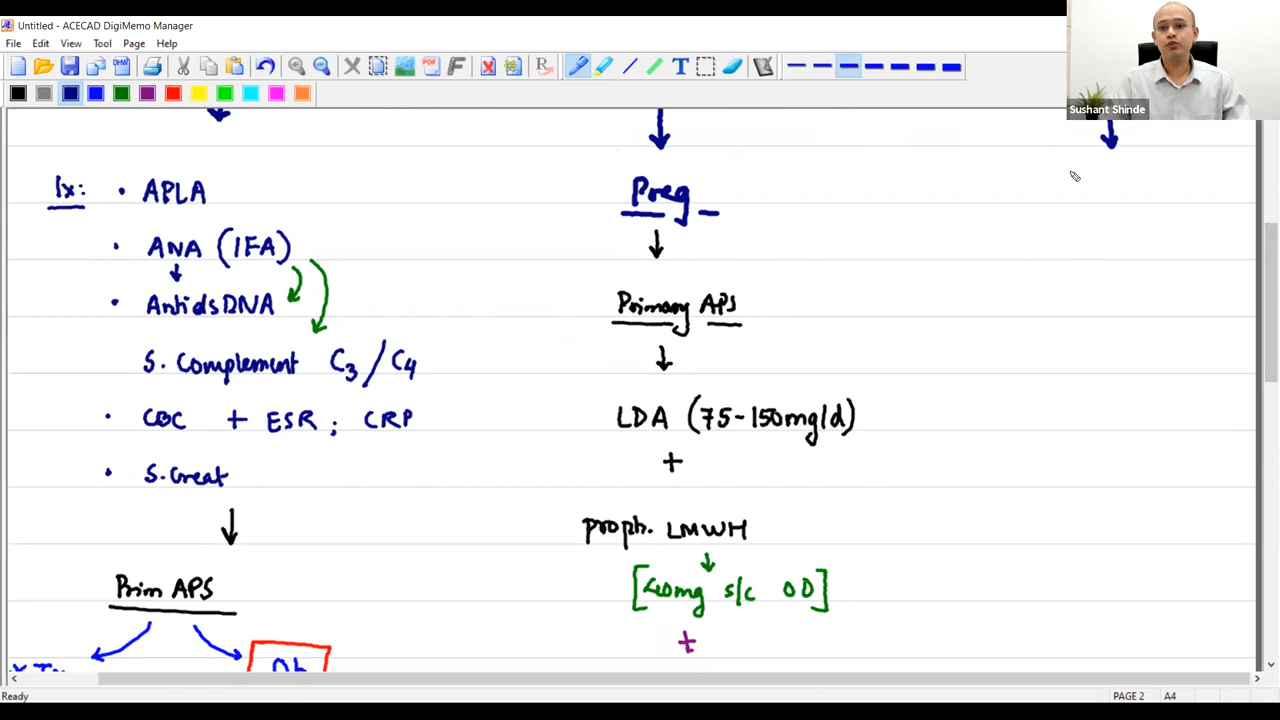 Untitled - ACECAD DigiMemo Manager
File Edit View Tool Page Help
Sushant Shinde
Ix: • APLA
• ANA (IFA)
• AntidsDNA
S. Complement C3/C4
• CBC + ESR; CRP
• S.Creat
Prim APS
Preg
Primary APS
LDA (75-150mg/d)
+
proph. LMWH
[40mg s/c OD]
+
Ready PAGE 2 A4